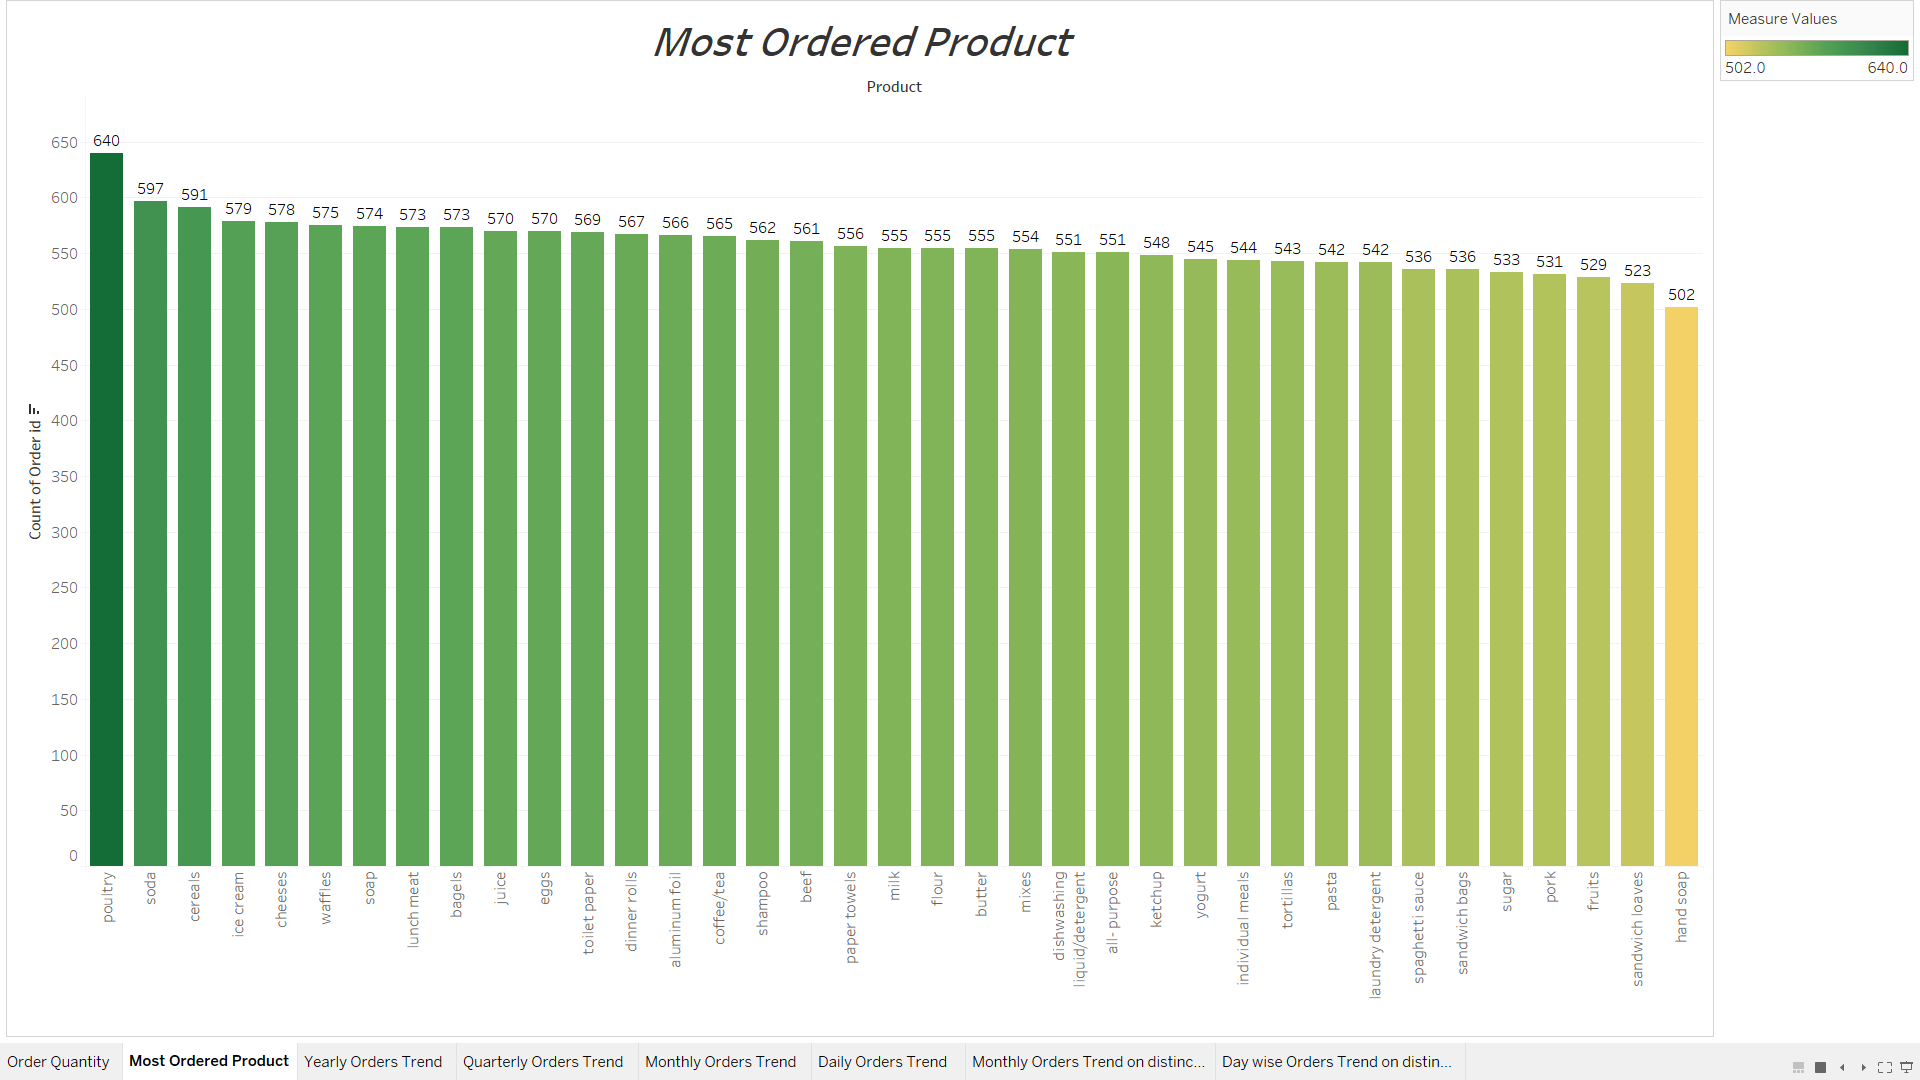 Most Ordered Product
Measure Values
502.0 640.0
Product
Count of Order id
650
600
550
500
450
400
350
300
250
200
150
100
50
0
640 597 591 579 578 575 574 573 573 570 570 569 567 566 565 562 561 556 555 555 555 554 551 551 548 545 544 543 542 542 536 536 533 531 529 523 502
poultry
soda
cereals
ice cream
cheeses
waffles
soap
lunch meat
bagels
juice
eggs
toilet paper
dinner rolls
aluminum foil
coffee/tea
shampoo
beef
paper towels
milk
flour
butter
mixes
dishwashing
liquid/detergent
all- purpose
ketchup
yogurt
individual meals
tortillas
pasta
laundry detergent
spaghetti sauce
sandwich bags
sugar
pork
fruits
sandwich loaves
hand soap
Order Quantity Most Ordered Product Yearly Orders Trend Quarterly Orders Trend Monthly Orders Trend Daily Orders Trend Monthly Orders Trend on distinc... Day wise Orders Trend on distin...